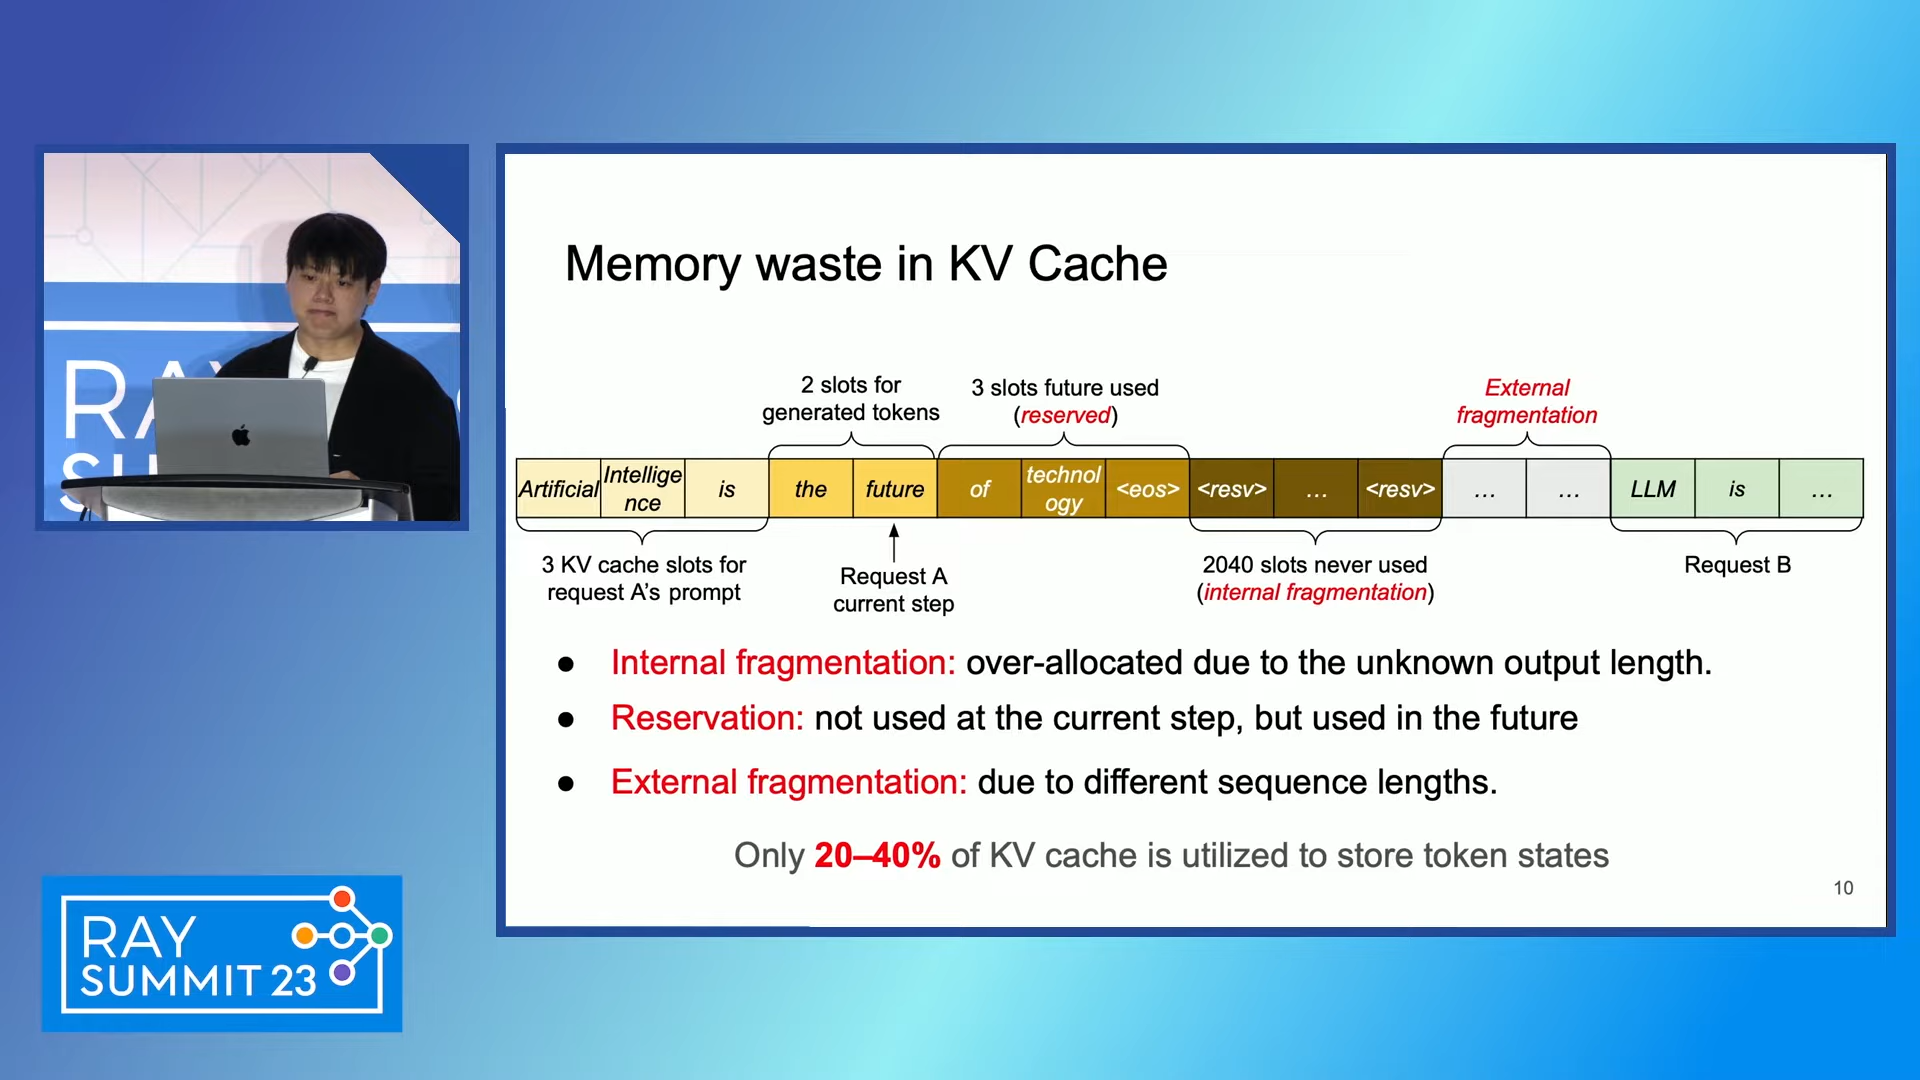 Memory waste in KV Cache
2 slots for
generated tokens
3 slots future used
(reserved)
External
fragmentation
Artificial
Intellige
nce
is
the
future
of
technol
ogy
<eos>
<resv>
...
<resv>
...
...
LLM
is
...
3 KV cache slots for
request A's prompt
Request A
current step
2040 slots never used
(internal fragmentation)
Request B
● Internal fragmentation: over-allocated due to the unknown output length.
● Reservation: not used at the current step, but used in the future
● External fragmentation: due to different sequence lengths.
Only 20–40% of KV cache is utilized to store token states
10
RAY
SUMMIT 23